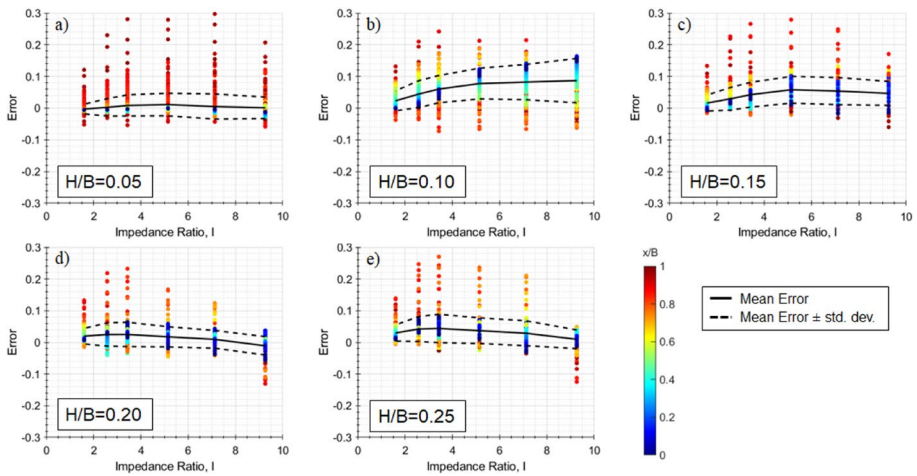 a)
0.3
0.2
0.1
0
-0.1
-0.2
-0.3
Error
H/B=0.05
0 2 4 6 8 10
Impedance Ratio, I
b)
0.3
0.2
0.1
0
-0.1
-0.2
-0.3
Error
H/B=0.10
0 2 4 6 8 10
Impedance Ratio, I
c)
0.3
0.2
0.1
0
-0.1
-0.2
-0.3
Error
H/B=0.15
0 2 4 6 8 10
Impedance Ratio, I
d)
0.3
0.2
0.1
0
-0.1
-0.2
-0.3
Error
H/B=0.20
0 2 4 6 8 10
Impedance Ratio, I
e)
0.3
0.2
0.1
0
-0.1
-0.2
-0.3
Error
H/B=0.25
0 2 4 6 8 10
Impedance Ratio, I
x/B
1
0.8
0.6
0.4
0.2
0
Mean Error
Mean Error ± std. dev.